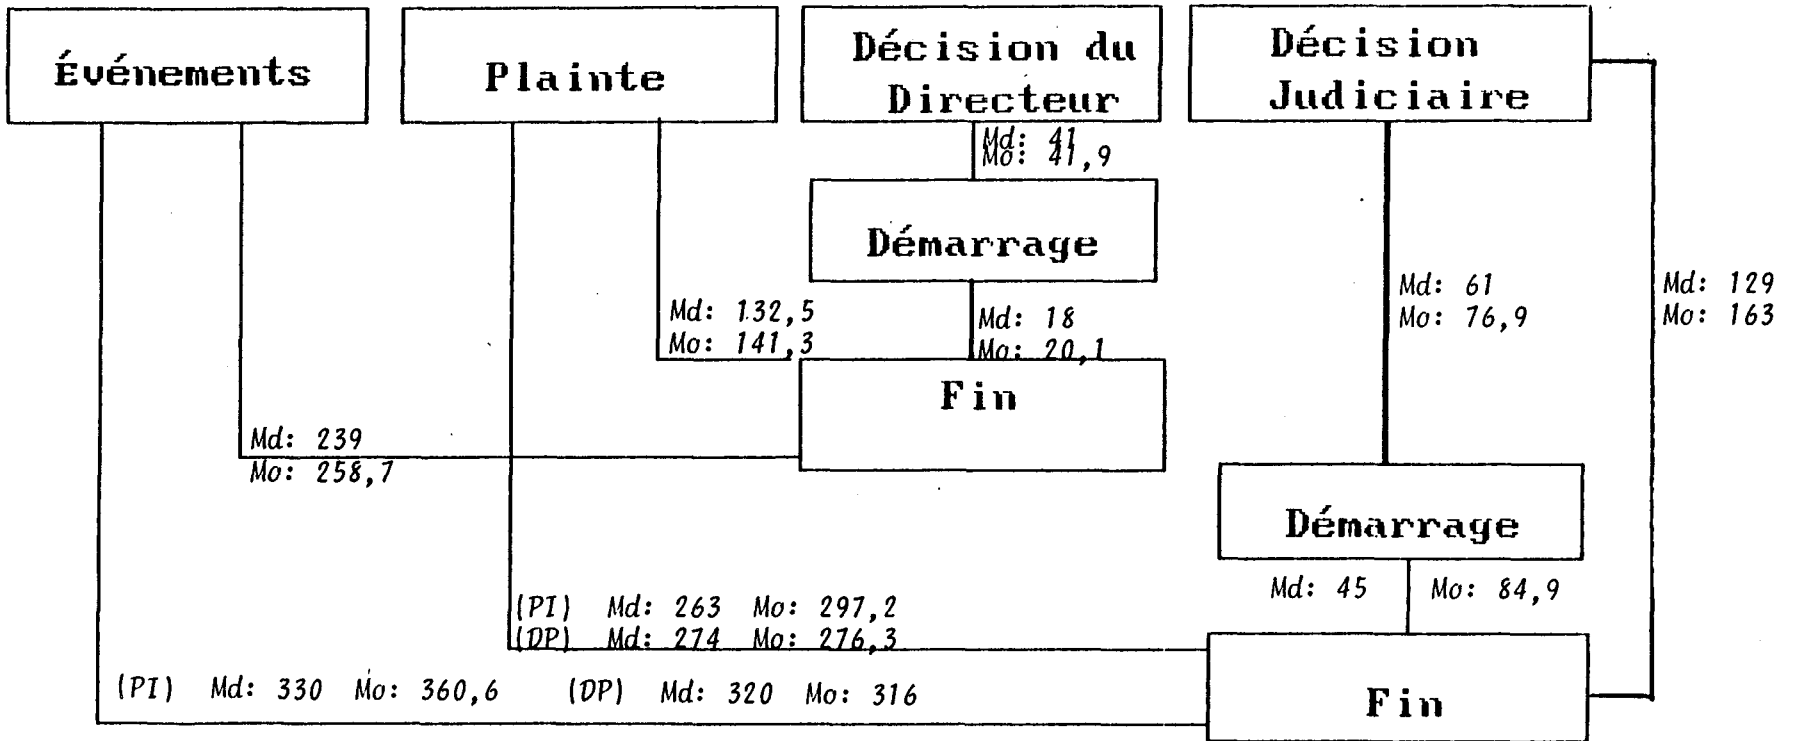 Événements
Plainte
Décision du
Directeur
Décision
Judiciaire
Md: 41
Mo: 41,9
Démarrage
Md: 132,5
Mo: 141,3
Md: 18
Mo: 20,1
Md: 61
Mo: 76,9
Md: 129
Mo: 163
Fin
Md: 239
Mo: 258,7
Démarrage
Md: 45 Mo: 84,9
(PI) Md: 263 Mo: 297,2
(DP) Md: 274 Mo: 276,3
(PI) Md: 330 Mo: 360,6 (DP) Md: 320 Mo: 316
Fin